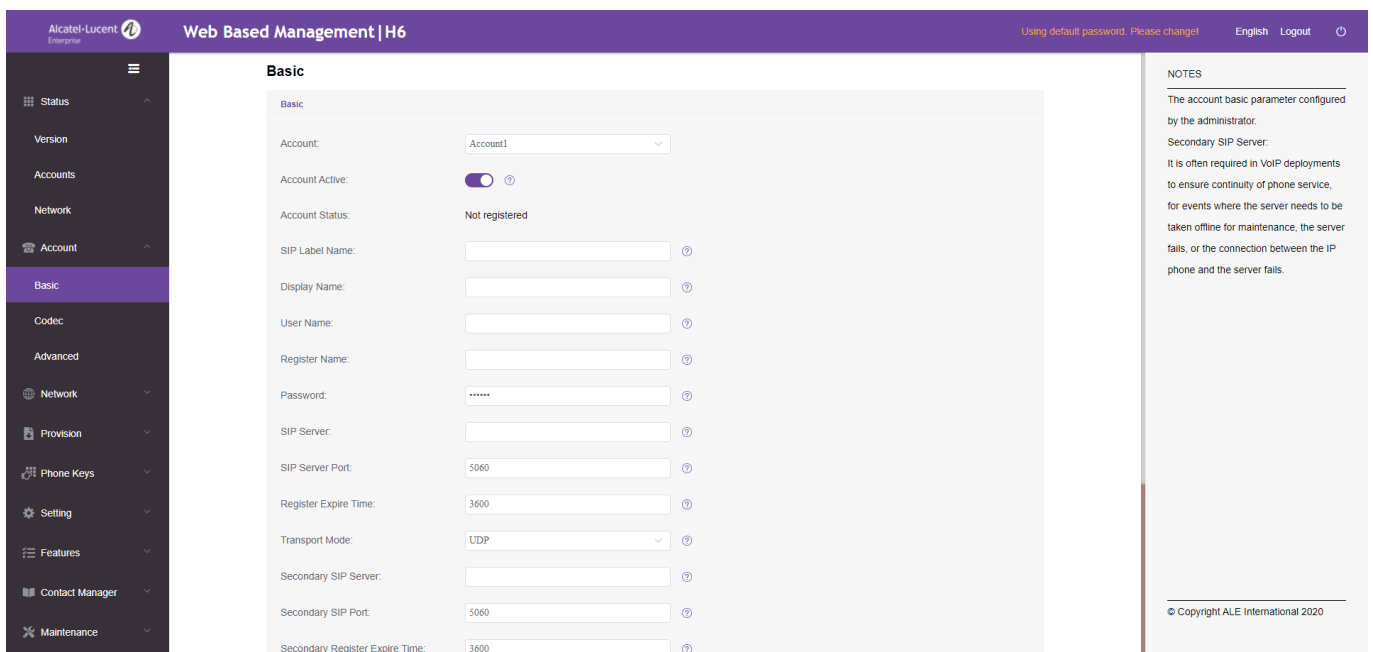 Alcatel-Lucent
Enterprise
Web Based Management | H6
Using default password. Please change!
English Logout
Status
Version
Accounts
Network
Account
Basic
Codec
Advanced
Network
Provision
Phone Keys
Setting
Features
Contact Manager
Maintenance
Basic
Basic
Account: Account1
Account Active:
Account Status: Not registered
SIP Label Name:
Display Name:
User Name:
Register Name:
Password: ••••••
SIP Server:
SIP Server Port: 5060
Register Expire Time: 3600
Transport Mode: UDP
Secondary SIP Server:
Secondary SIP Port: 5060
Secondary Register Expire Time: 3600
NOTES
The account basic parameter configured
by the administrator.
Secondary SIP Server:
It is often required in VoIP deployments
to ensure continuity of phone service,
for events where the server needs to be
taken offline for maintenance, the server
fails, or the connection between the IP
phone and the server fails.
© Copyright ALE International 2020